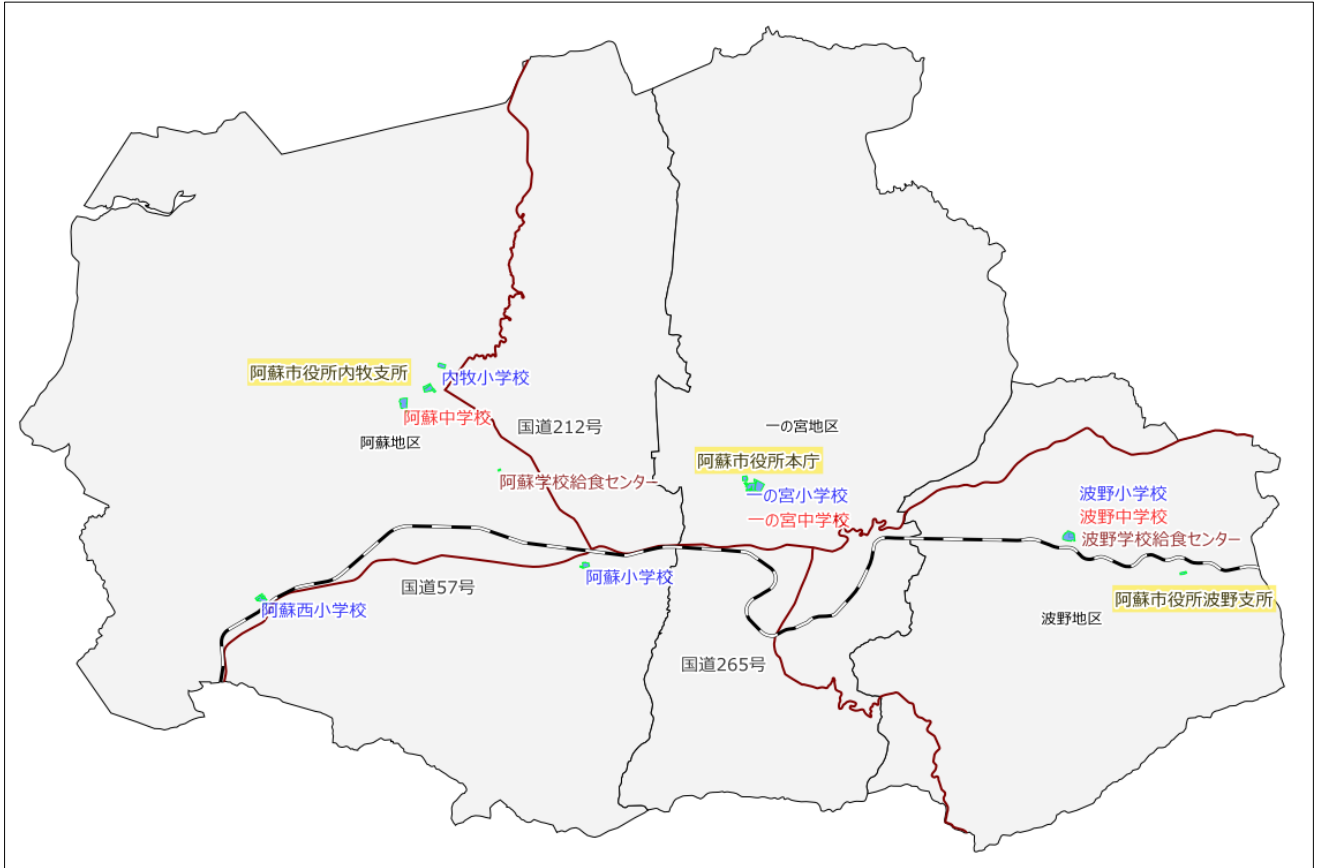 阿蘇市役所内牧支所
内牧小学校
阿蘇中学校
国道212号
阿蘇地区
一の宮地区
阿蘇市役所本庁
阿蘇学校給食センター
一の宮小学校
一の宮中学校
波野小学校
波野中学校
波野学校給食センター
阿蘇小学校
国道57号
阿蘇西小学校
阿蘇市役所波野支所
波野地区
国道265号